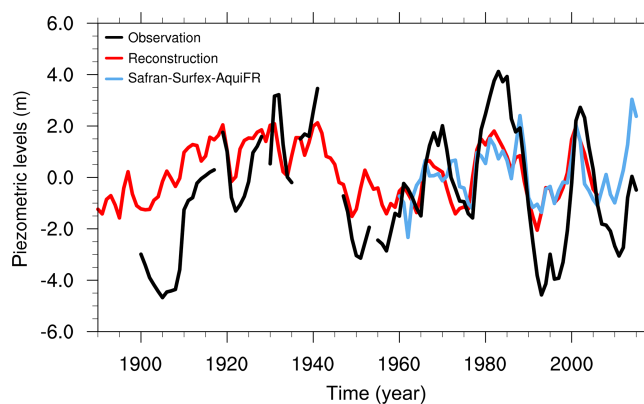 6.0
4.0
2.0
0.0
-2.0
-4.0
-6.0
Piezometric levels (m)
Observation
Reconstruction
Safran-Surfex-AquiFR
1900 1920 1940 1960 1980 2000
Time (year)